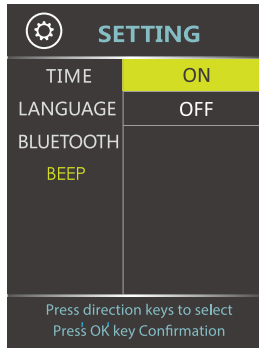 SETTING
TIME ON
LANGUAGE OFF
BLUETOOTH
BEEP
Press direction keys to select
Press OK key Confirmation